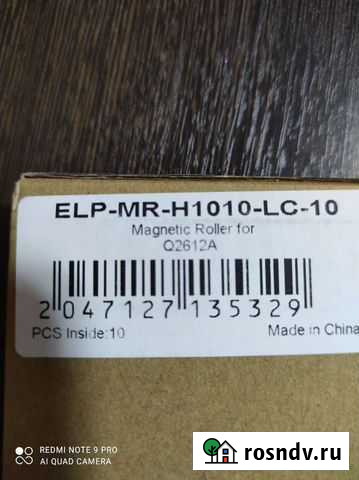 ELP-MR-H1010-LC-10
Magnetic Roller for
Q2612A
2 047127 135329
PCS Inside:10
Made in China
REDMI NOTE 9 PRO
AI QUAD CAMERA
rosndv.ru